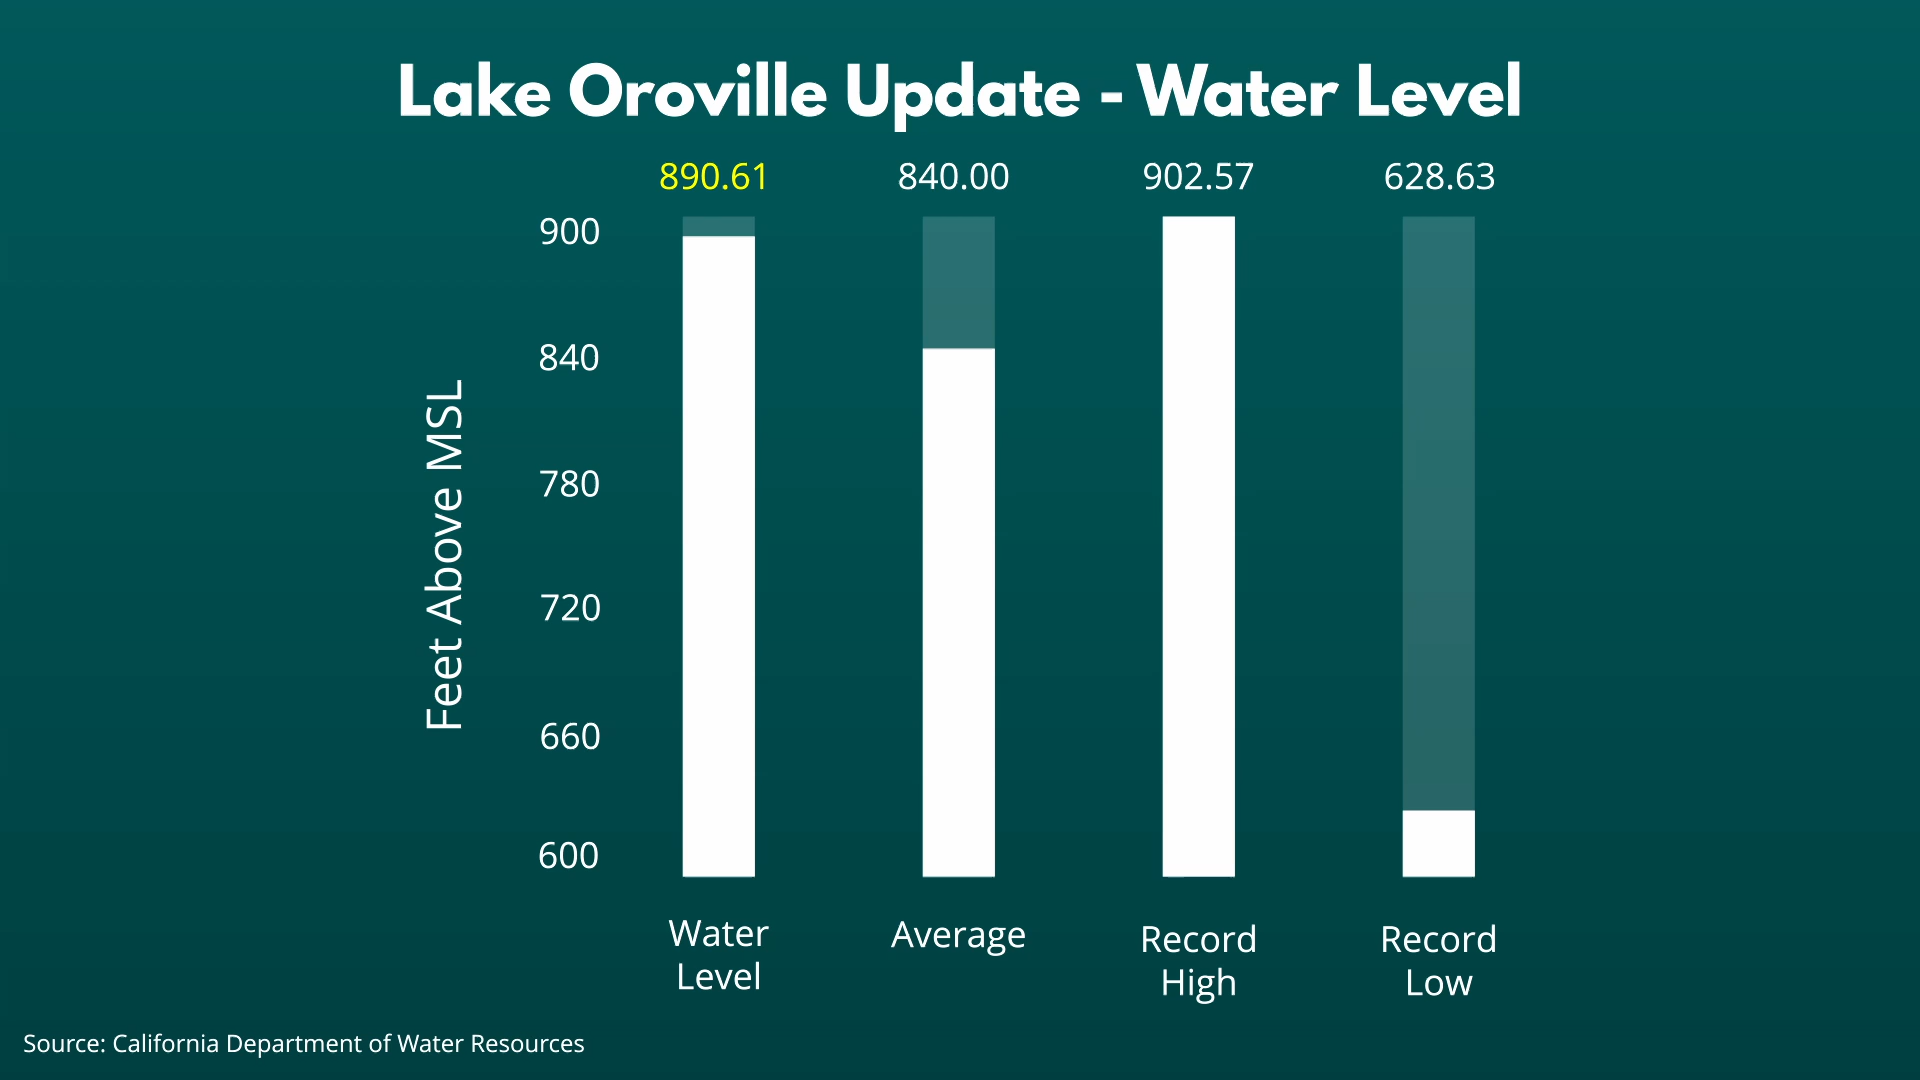 Lake Oroville Update - Water Level
890.61 840.00 902.57 628.63
900
840
780
720
660
600
Feet Above MSL
Water
Level
Average
Record
High
Record
Low
Source: California Department of Water Resources